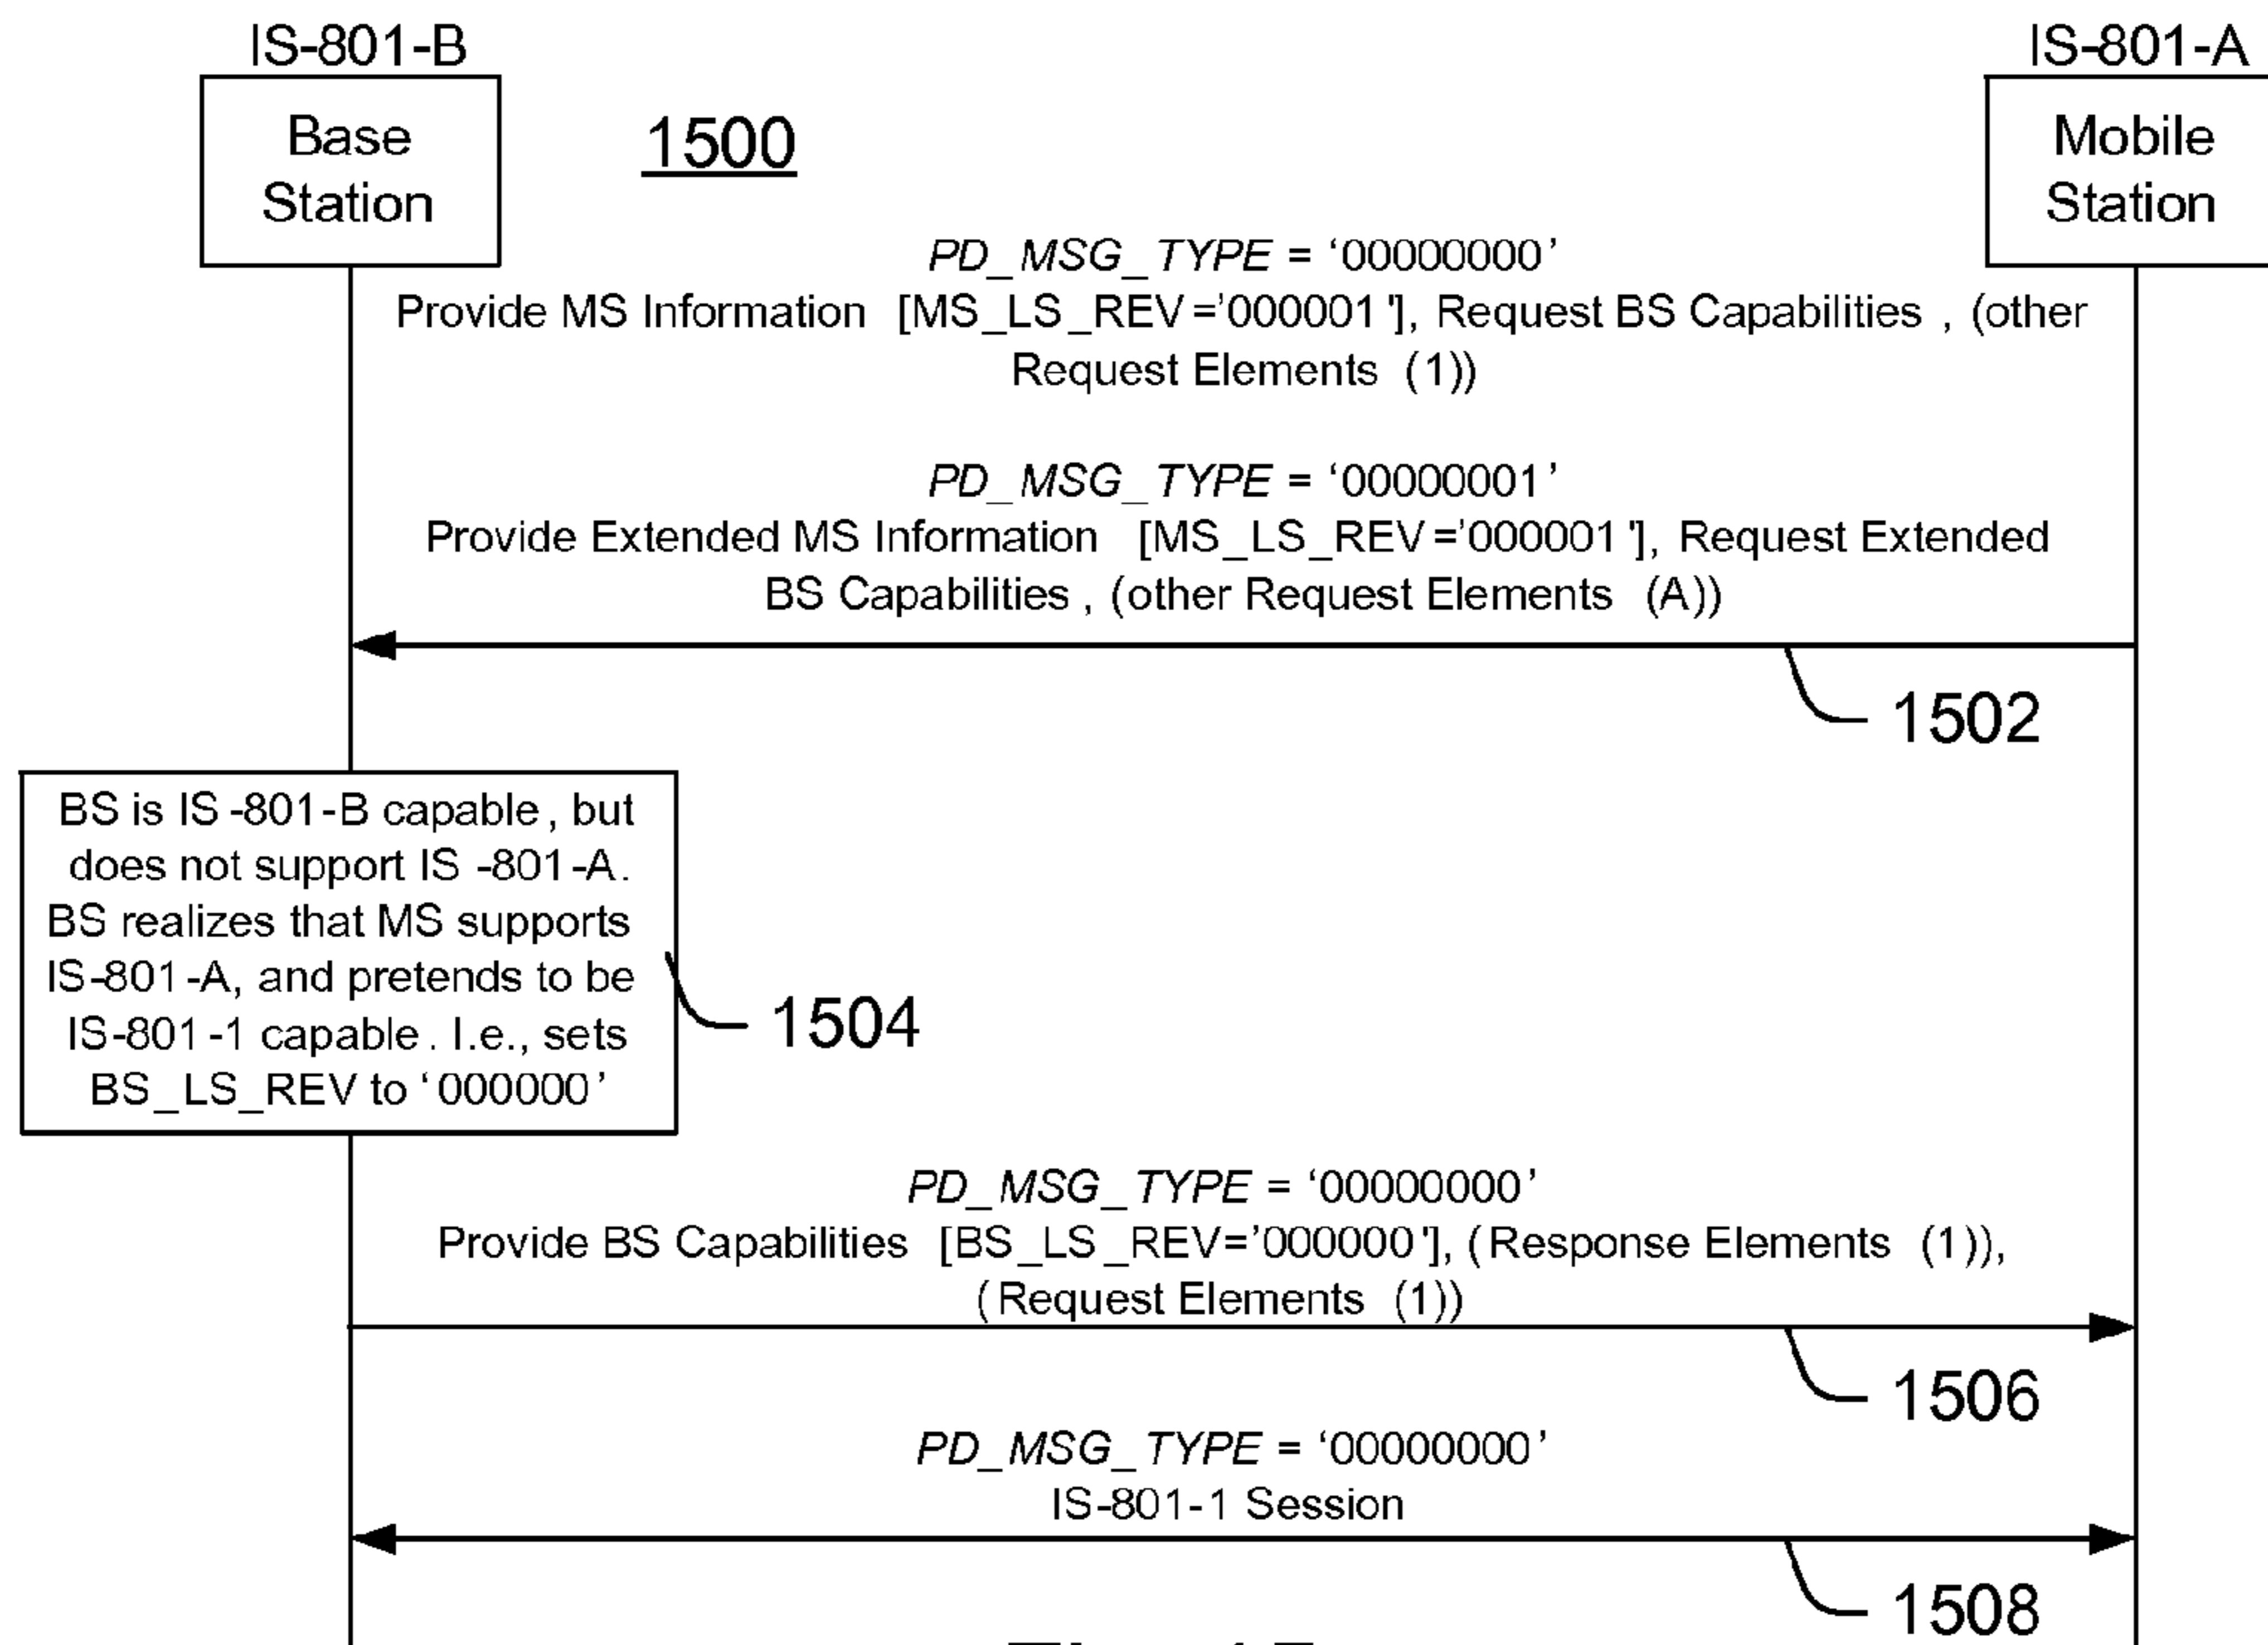 IS-801-B
IS-801-A
Base
Station
1500
Mobile
Station
PD_MSG_TYPE = ‘00000000’
Provide MS Information [MS_LS_REV=’000001'], Request BS Capabilities, (other
Request Elements (1))
PD_MSG_TYPE = ‘00000001’
Provide Extended MS Information [MS_LS_REV=’000001'], Request Extended
BS Capabilities, (other Request Elements (A))
1502
BS is IS-801-B capable, but
does not support IS-801-A.
BS realizes that MS supports
IS-801-A, and pretends to be
IS-801-1 capable. I.e., sets
BS_LS_REV to ‘000000’
1504
PD_MSG_TYPE = ‘00000000’
Provide BS Capabilities [BS_LS_REV=’000000'], (Response Elements (1)),
(Request Elements (1))
1506
PD_MSG_TYPE = ‘00000000’
IS-801-1 Session
1508